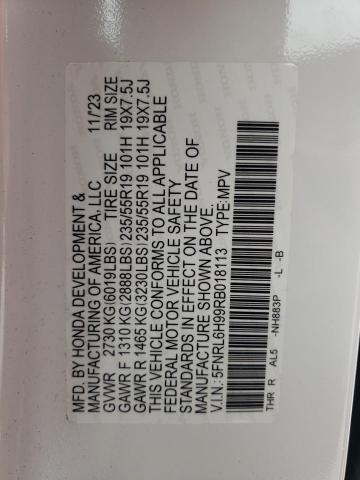 MFD. BY HONDA DEVELOPMENT &
MANUFACTURING OF AMERICA, LLC 11/23
GVWR 2730 KG(6019LBS) TIRE SIZE RIM SIZE
GAWR F 1310 KG(2888LBS)235/55R19 101H 19X7.5J
GAWR R 1465 KG(3230LBS)235/55R19 101H 19X7.5J
THIS VEHICLE CONFORMS TO ALL APPLICABLE
FEDERAL MOTOR VEHICLE SAFETY
STANDARDS IN EFFECT ON THE DATE OF
MANUFACTURE SHOWN ABOVE.
V.I.N.: 5FNRL6H99RB018113 TYPE:MPV
THR R AL5 -NH883P -L -B